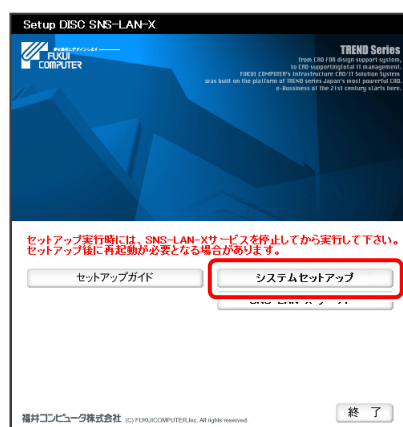 Setup DISC SNS-LAN-X
FUKUI
COMPUTER
TREND Series
from CAD FOR design support system,
to CAD supportingtotal IT management.
FUKUI COMPUTER's Infrastructure CAD/IT Solution System
was built on the platform of TREND series Japan's most powerful CAD.
e-Bussiness of the 21st century starts here.
セットアップ実行時には、SNS-LAN-Xサービスを停止してから実行して下さい。
セットアップ後に再起動が必要となる場合があります。
セットアップガイド
システムセットアップ
終 了
福井コンピュータ株式会社 (C) FUKUICOMPUTER,Inc. All rights reserved.